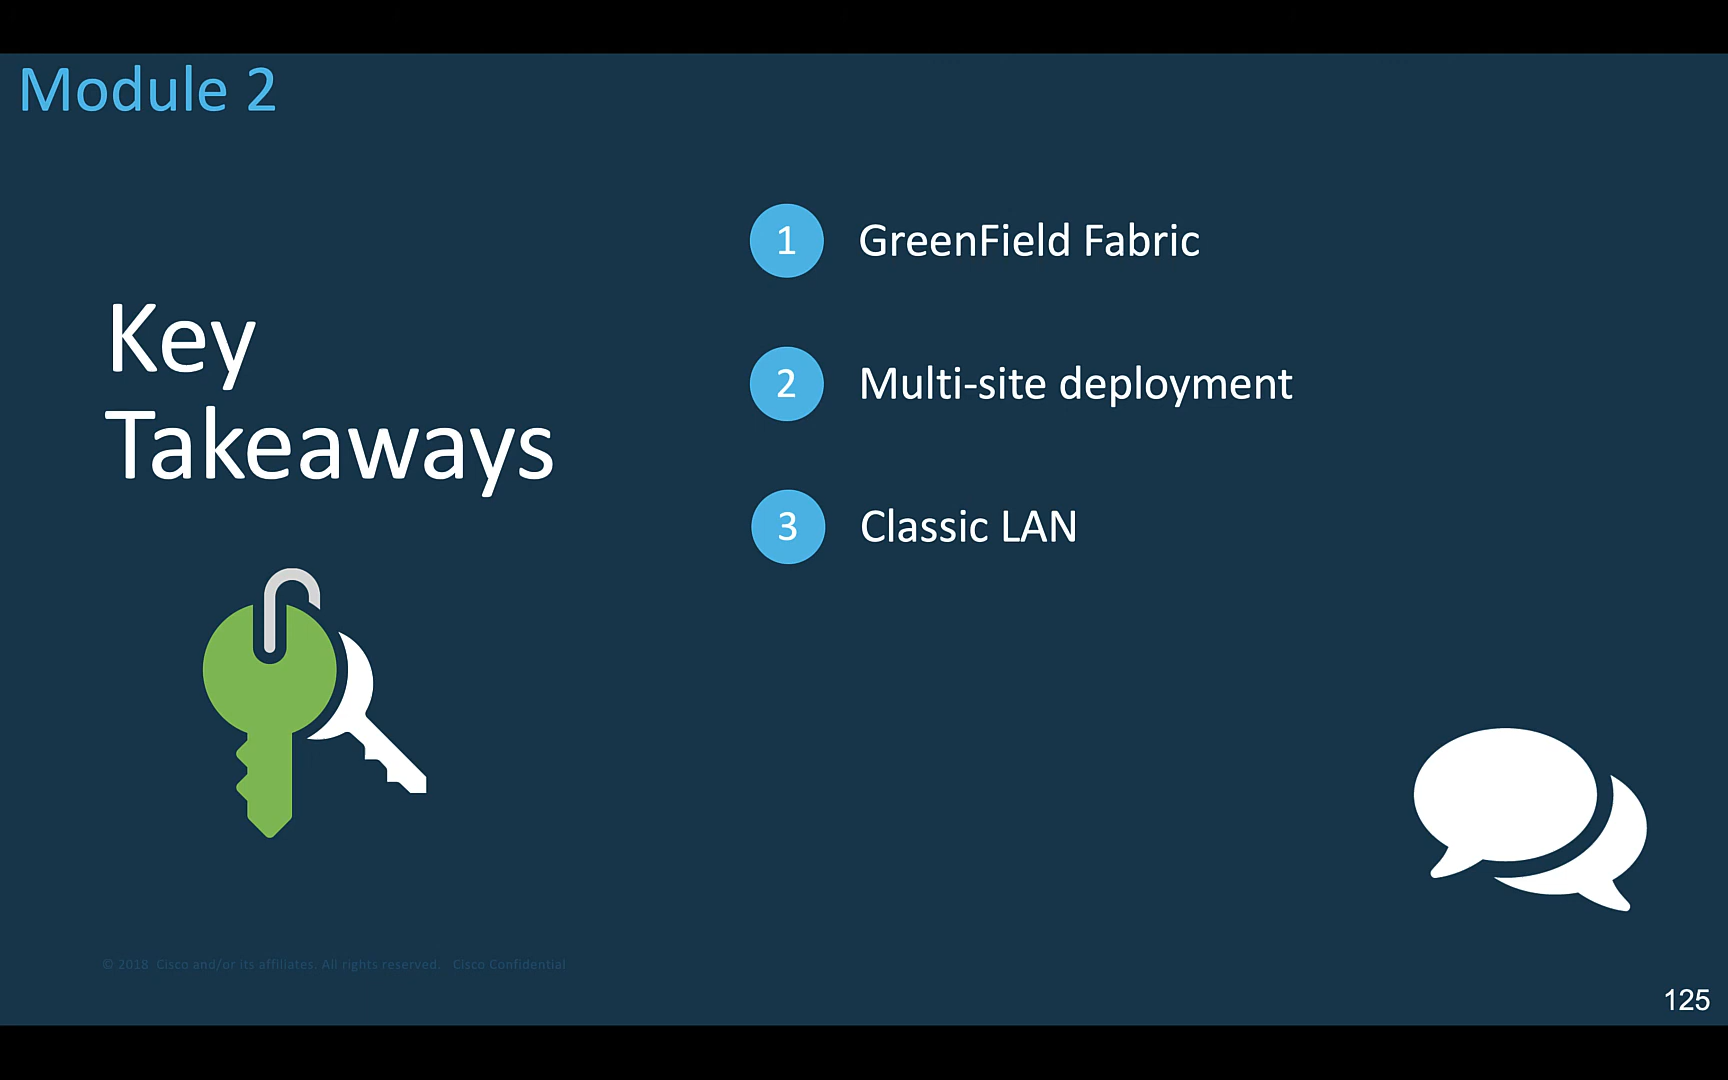 Module 2
Key
Takeaways
1 GreenField Fabric
2 Multi-site deployment
3 Classic LAN
© 2018 Cisco and/or its affiliates. All rights reserved. Cisco Confidential
125